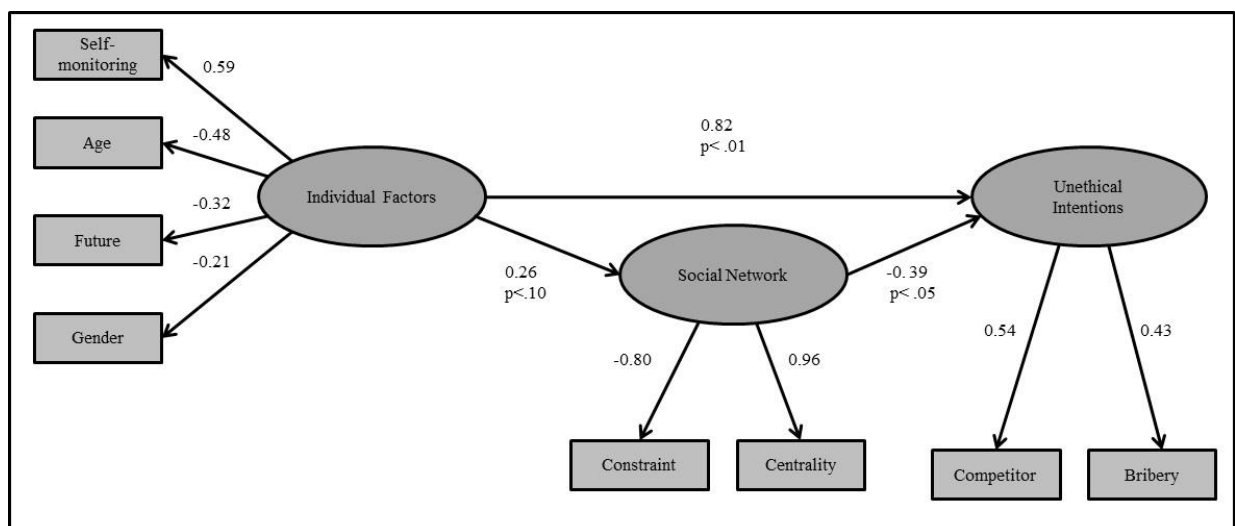 Self-
monitoring
0.59
Age
-0.48
Future
-0.32
Gender
-0.21
Individual Factors
0.82
p< .01
Unethical
Intentions
0.26
p<.10
Social Network
-0.39
p< .05
-0.80
0.96
0.54
0.43
Constraint
Centrality
Competitor
Bribery